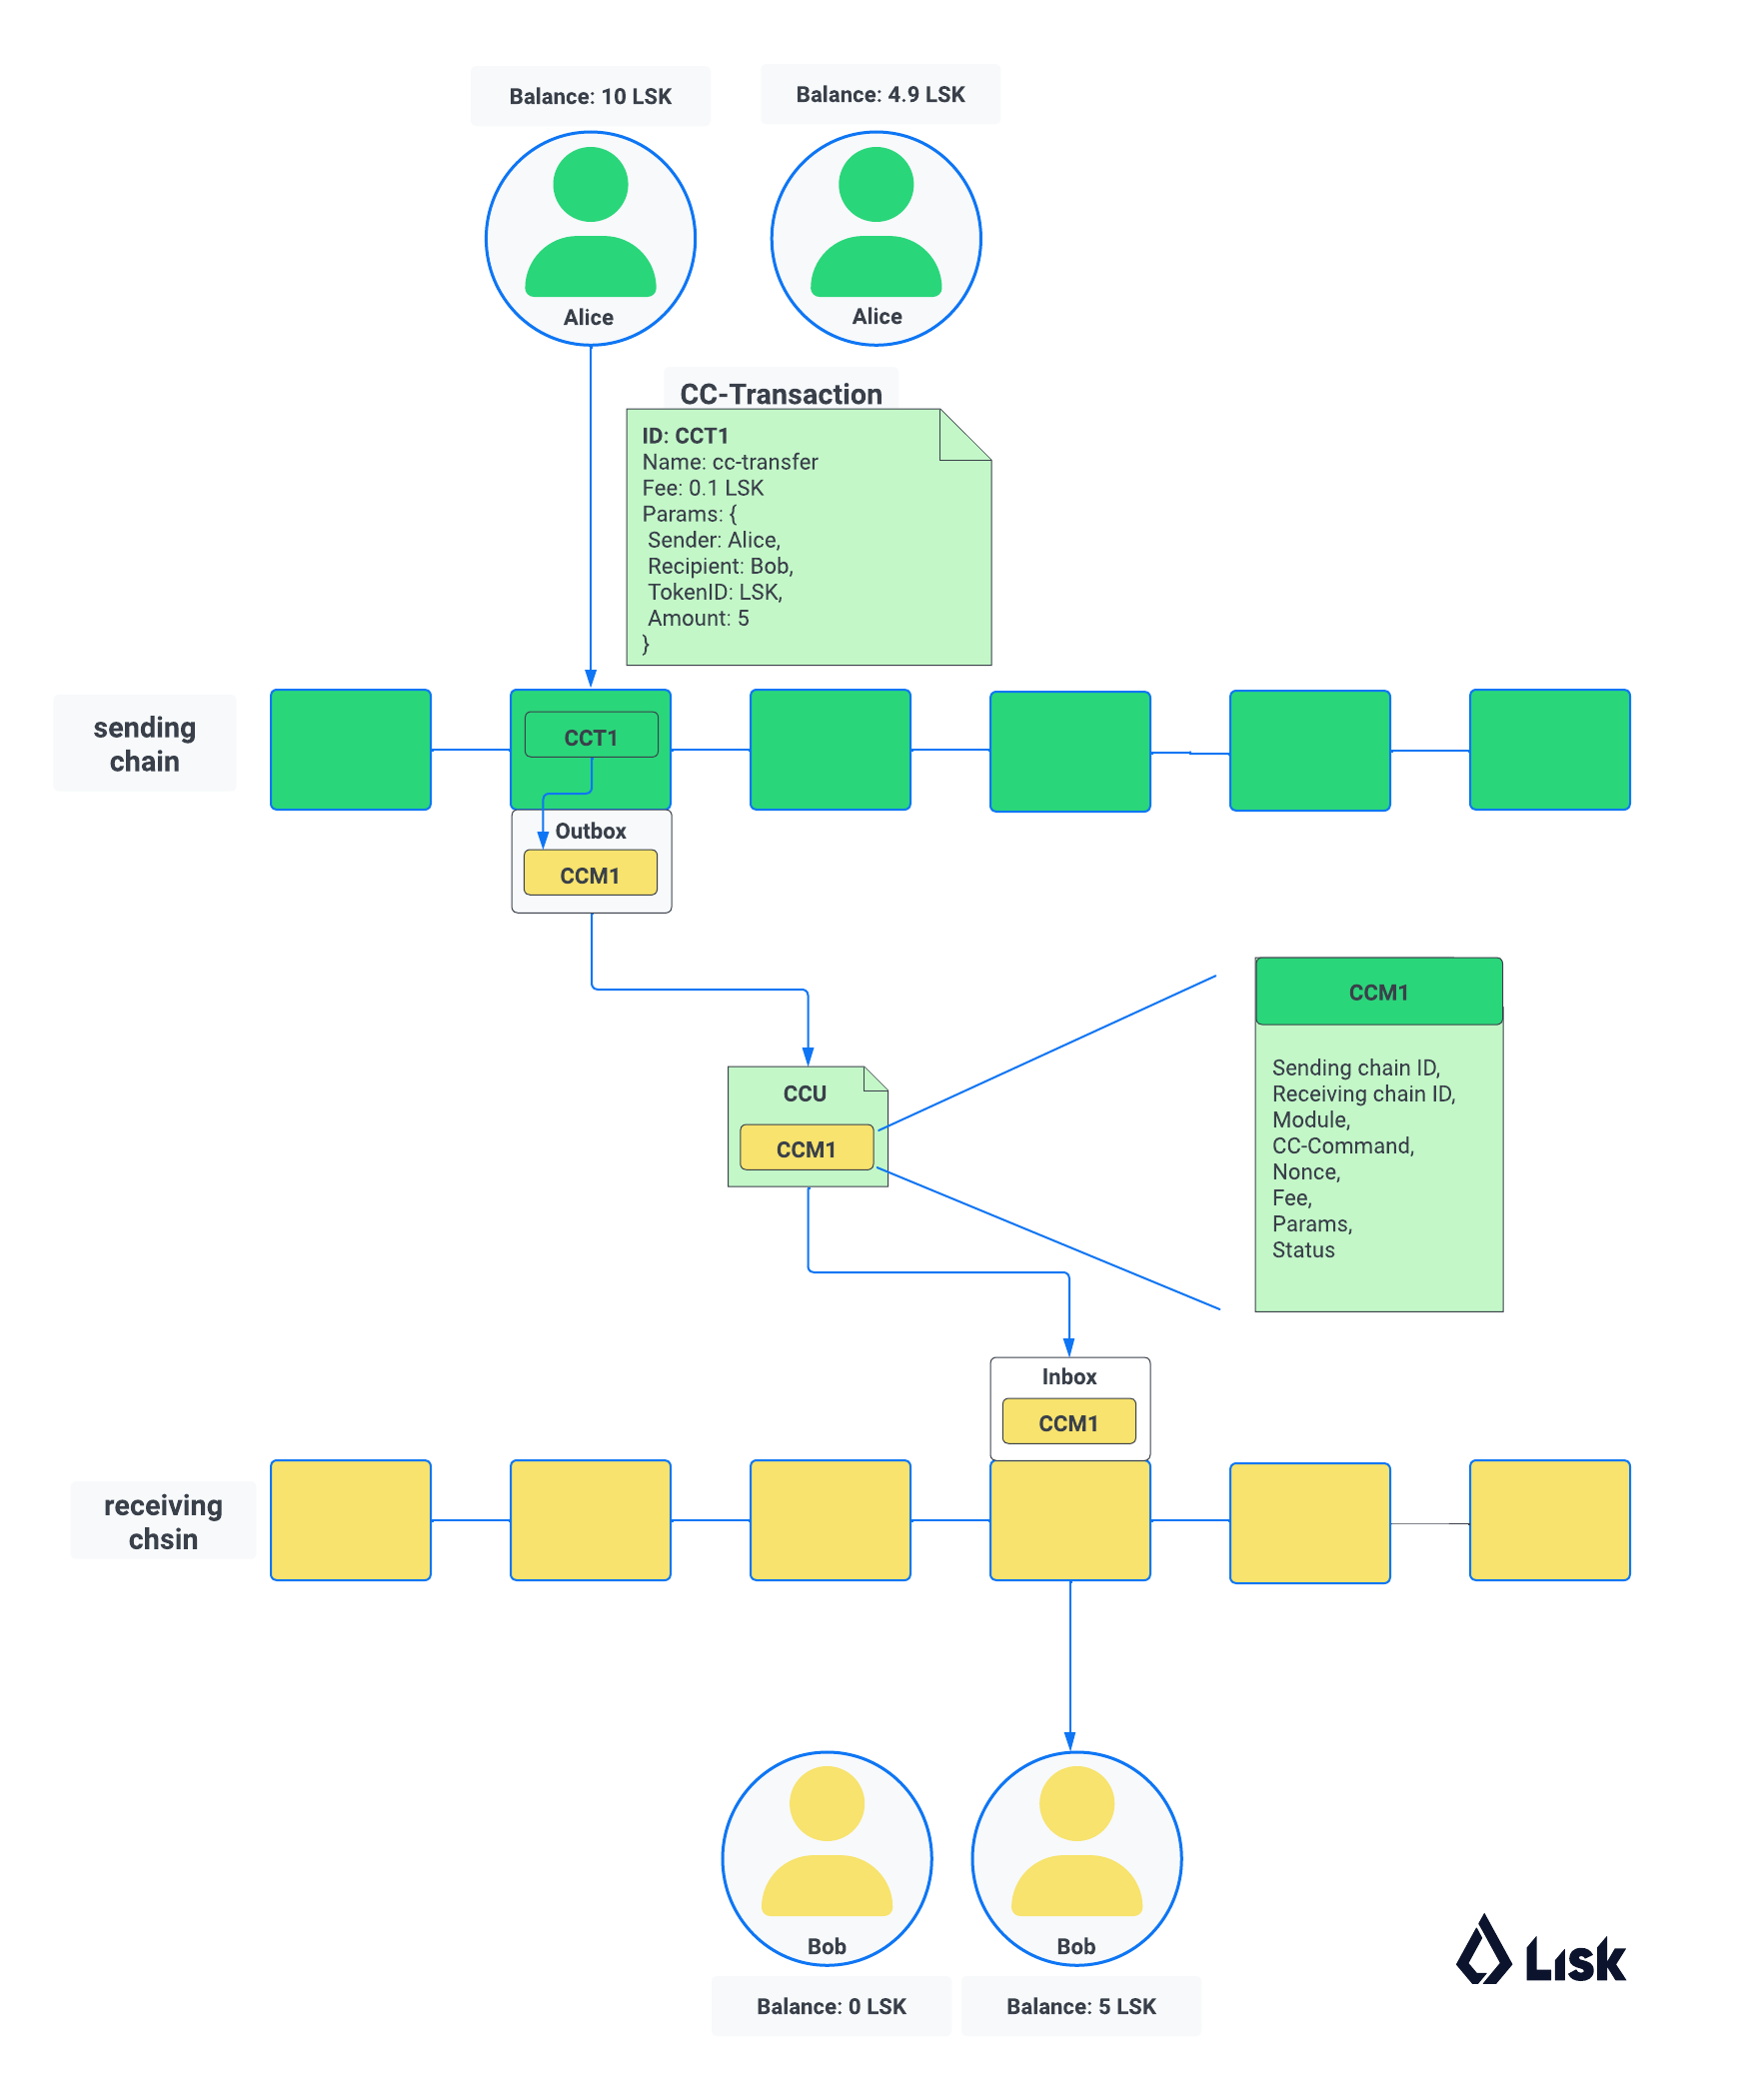 Balance: 10 LSK
Balance: 4.9 LSK
Alice
Alice
CC-Transaction
ID: CCT1
Name: cc-transfer
Fee: 0.1 LSK
Params: {
Sender: Alice,
Recipient: Bob,
TokenID: LSK,
Amount: 5
}
sending
chain
CCT1
Outbox
CCM1
CCM1
Sending chain ID,
Receiving chain ID,
Module,
CC-Command,
Nonce,
Fee,
Params,
Status
CCU
CCM1
Inbox
CCM1
receiving
chsin
Bob
Bob
Balance: 0 LSK
Balance: 5 LSK
Lisk